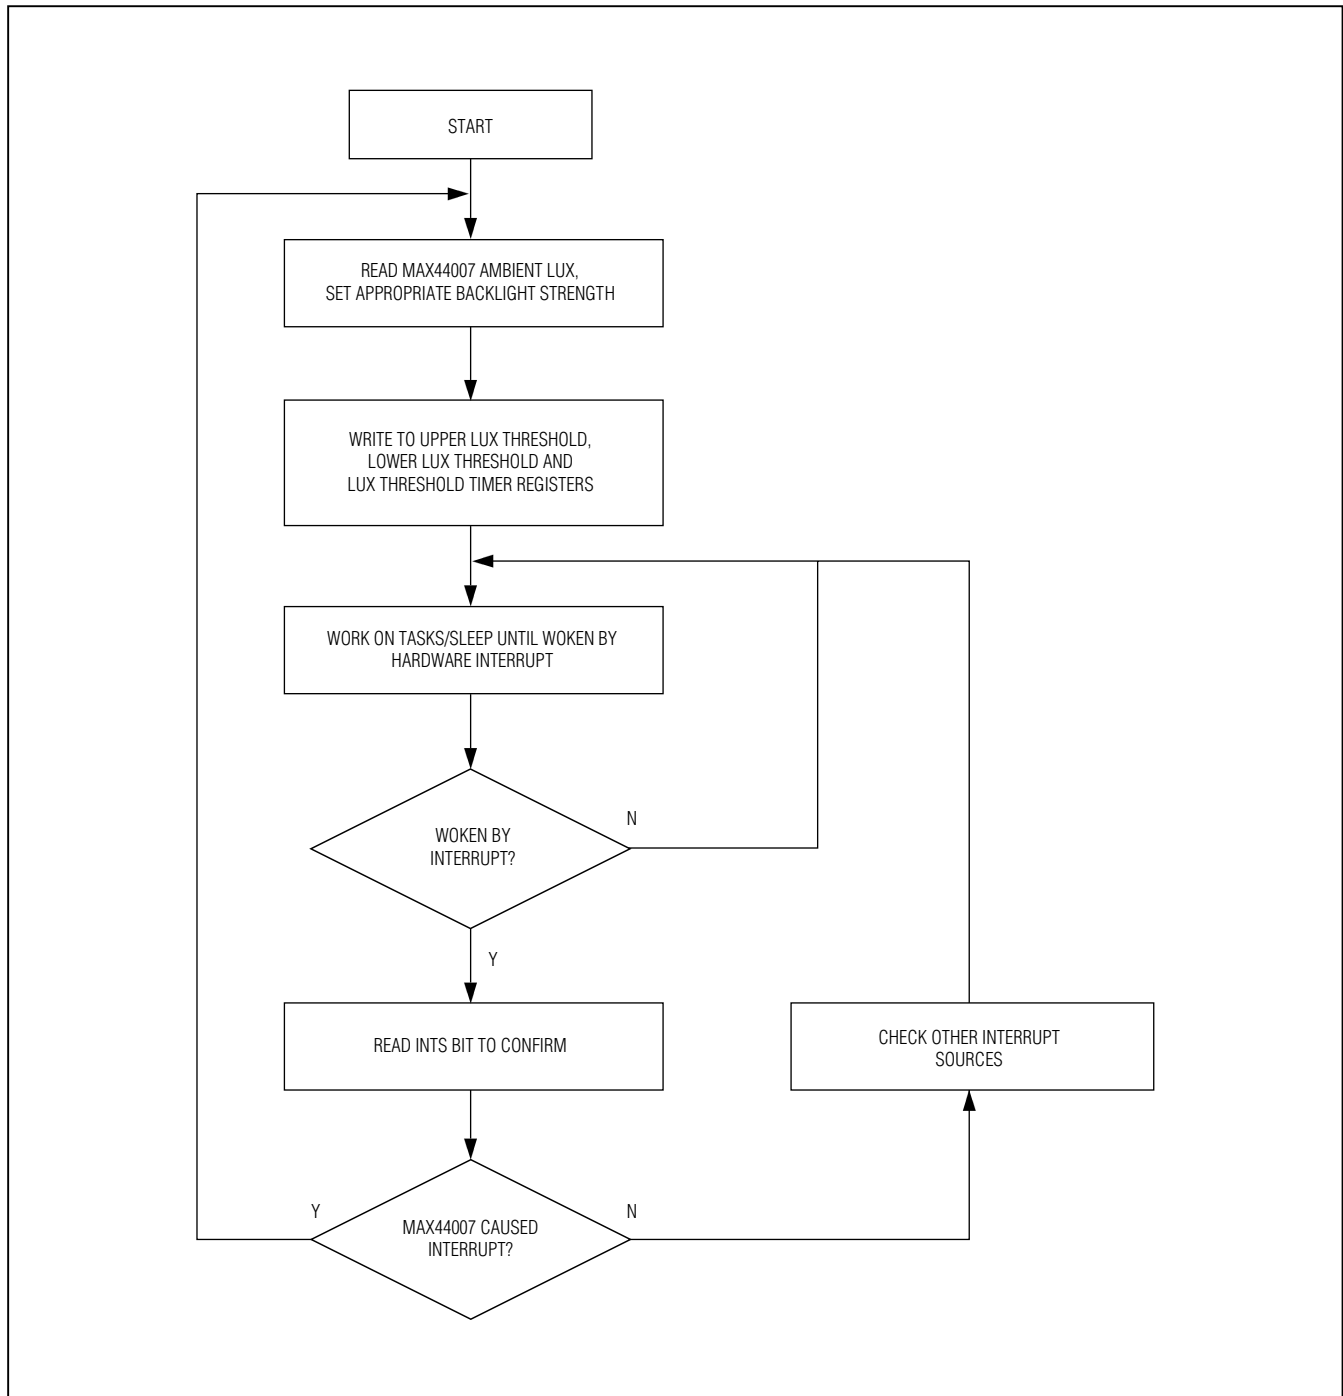 START
READ MAX44007 AMBIENT LUX,
SET APPROPRIATE BACKLIGHT STRENGTH
WRITE TO UPPER LUX THRESHOLD,
LOWER LUX THRESHOLD AND
LUX THRESHOLD TIMER REGISTERS
WORK ON TASKS/SLEEP UNTIL WOKEN BY
HARDWARE INTERRUPT
WOKEN BY
INTERRUPT?
N
Y
READ INTS BIT TO CONFIRM
CHECK OTHER INTERRUPT
SOURCES
Y
MAX44007 CAUSED
INTERRUPT?
N